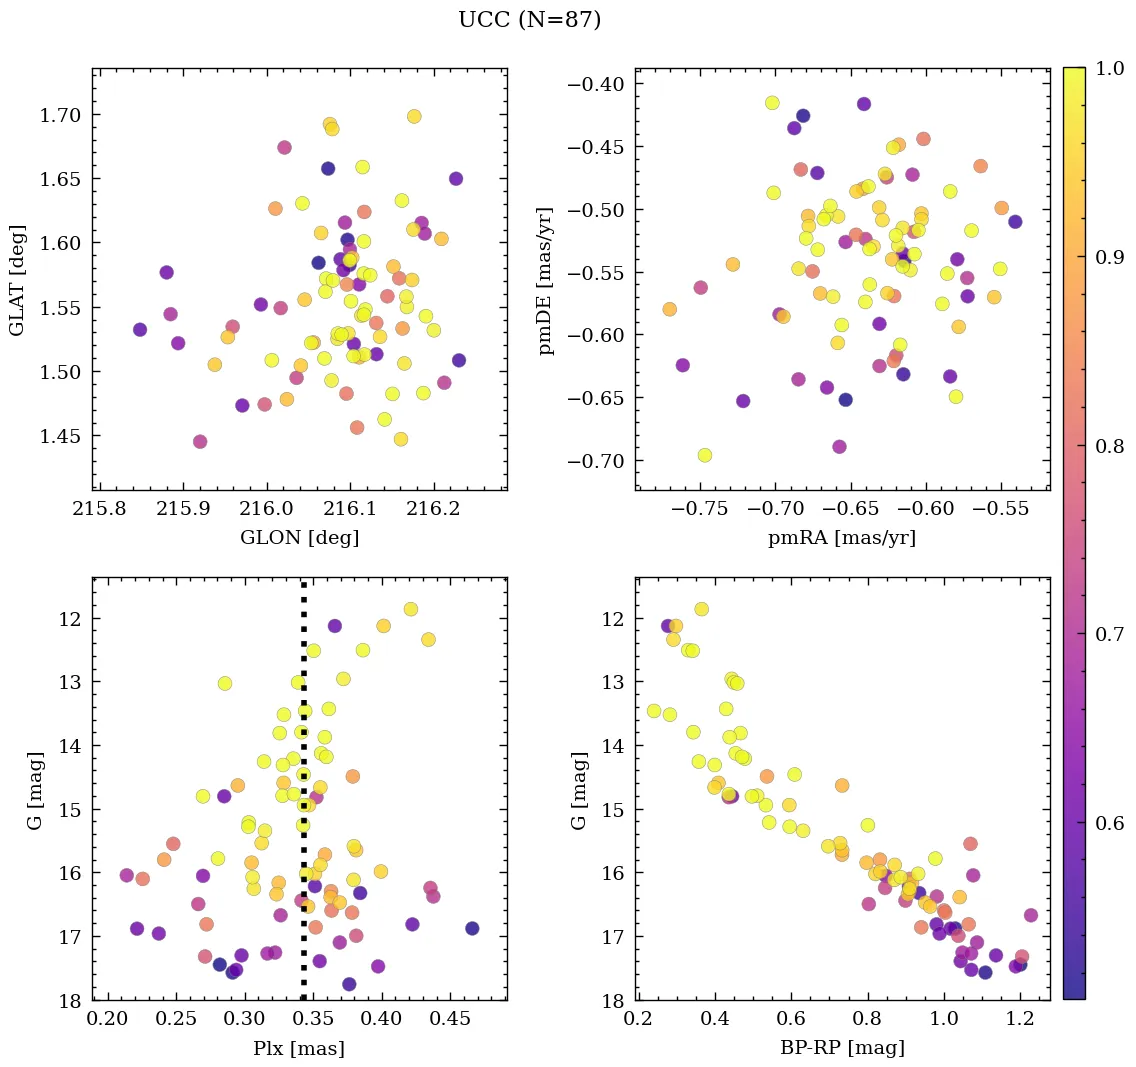 UCC (N=87)
1.70
1.65
1.60
1.55
1.50
1.45
GLAT [deg]
215.8 215.9 216.0 216.1 216.2
GLON [deg]
−0.40
−0.45
−0.50
−0.55
−0.60
−0.65
−0.70
pmDE [mas/yr]
−0.75 −0.70 −0.65 −0.60 −0.55
pmRA [mas/yr]
1.0
0.9
0.8
0.7
0.6
12
13
14
15
16
17
18
G [mag]
0.20 0.25 0.30 0.35 0.40 0.45
Plx [mas]
12
13
14
15
16
17
18
G [mag]
0.2 0.4 0.6 0.8 1.0 1.2
BP-RP [mag]